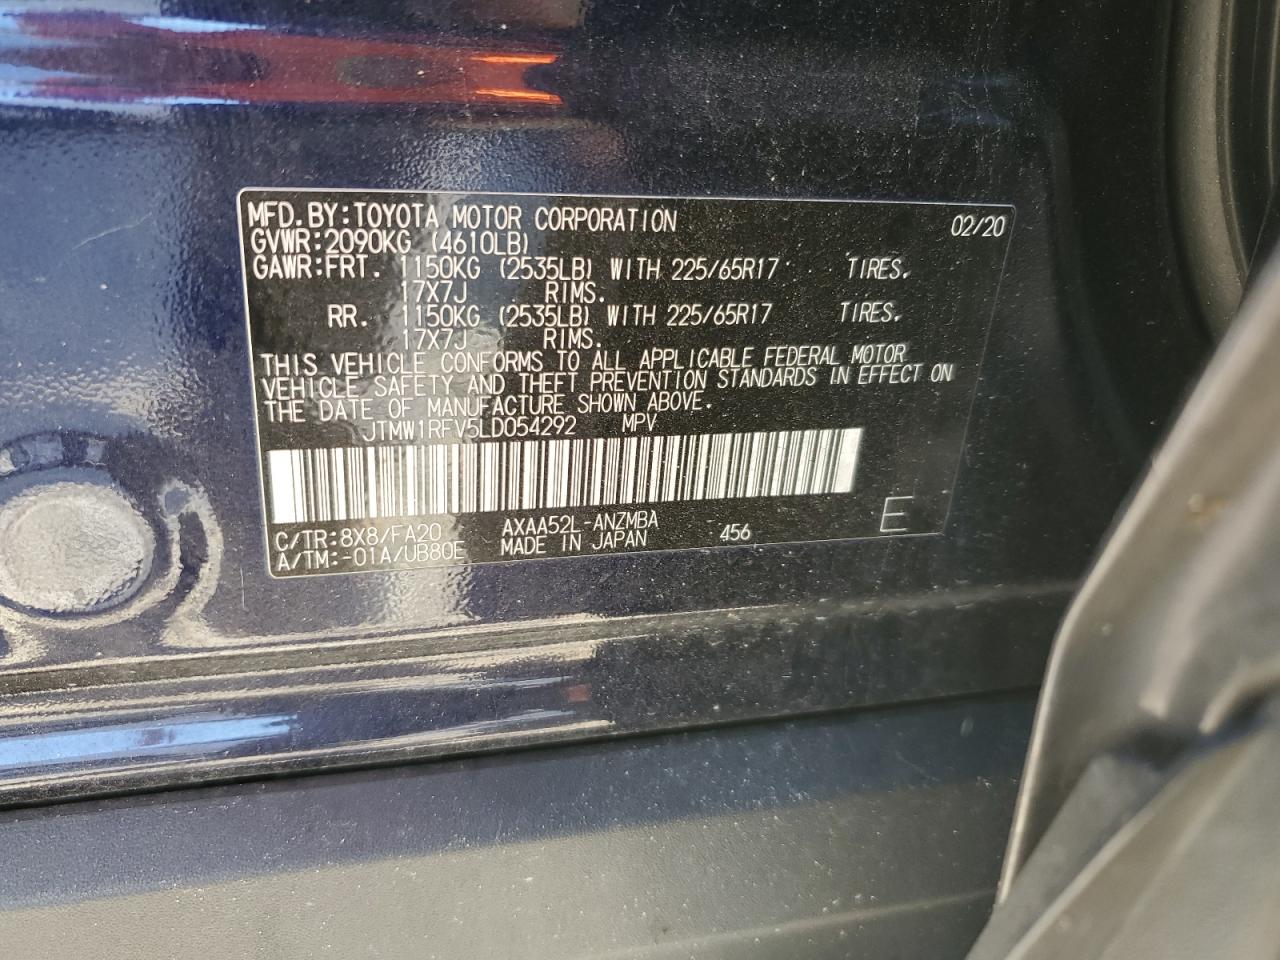 MFD.BY:TOYOTA MOTOR CORPORATION 02/20
GVWR:2090KG (4610LB)
GAWR:FRT. 1150KG (2535LB) WITH 225/65R17 TIRES.
17X7J RIMS.
RR. 1150KG (2535LB) WITH 225/65R17 TIRES.
17X7J RIMS.
THIS VEHICLE CONFORMS TO ALL APPLICABLE FEDERAL MOTOR
VEHICLE SAFETY AND THEFT PREVENTION STANDARDS IN EFFECT ON
THE DATE OF MANUFACTURE SHOWN ABOVE.
JTMW1RFV5LD054292 MPV
C/TR:8X8/FA20 AXAA52L-ANZMBA 456 E
A/TM:-01A/UB80E MADE IN JAPAN